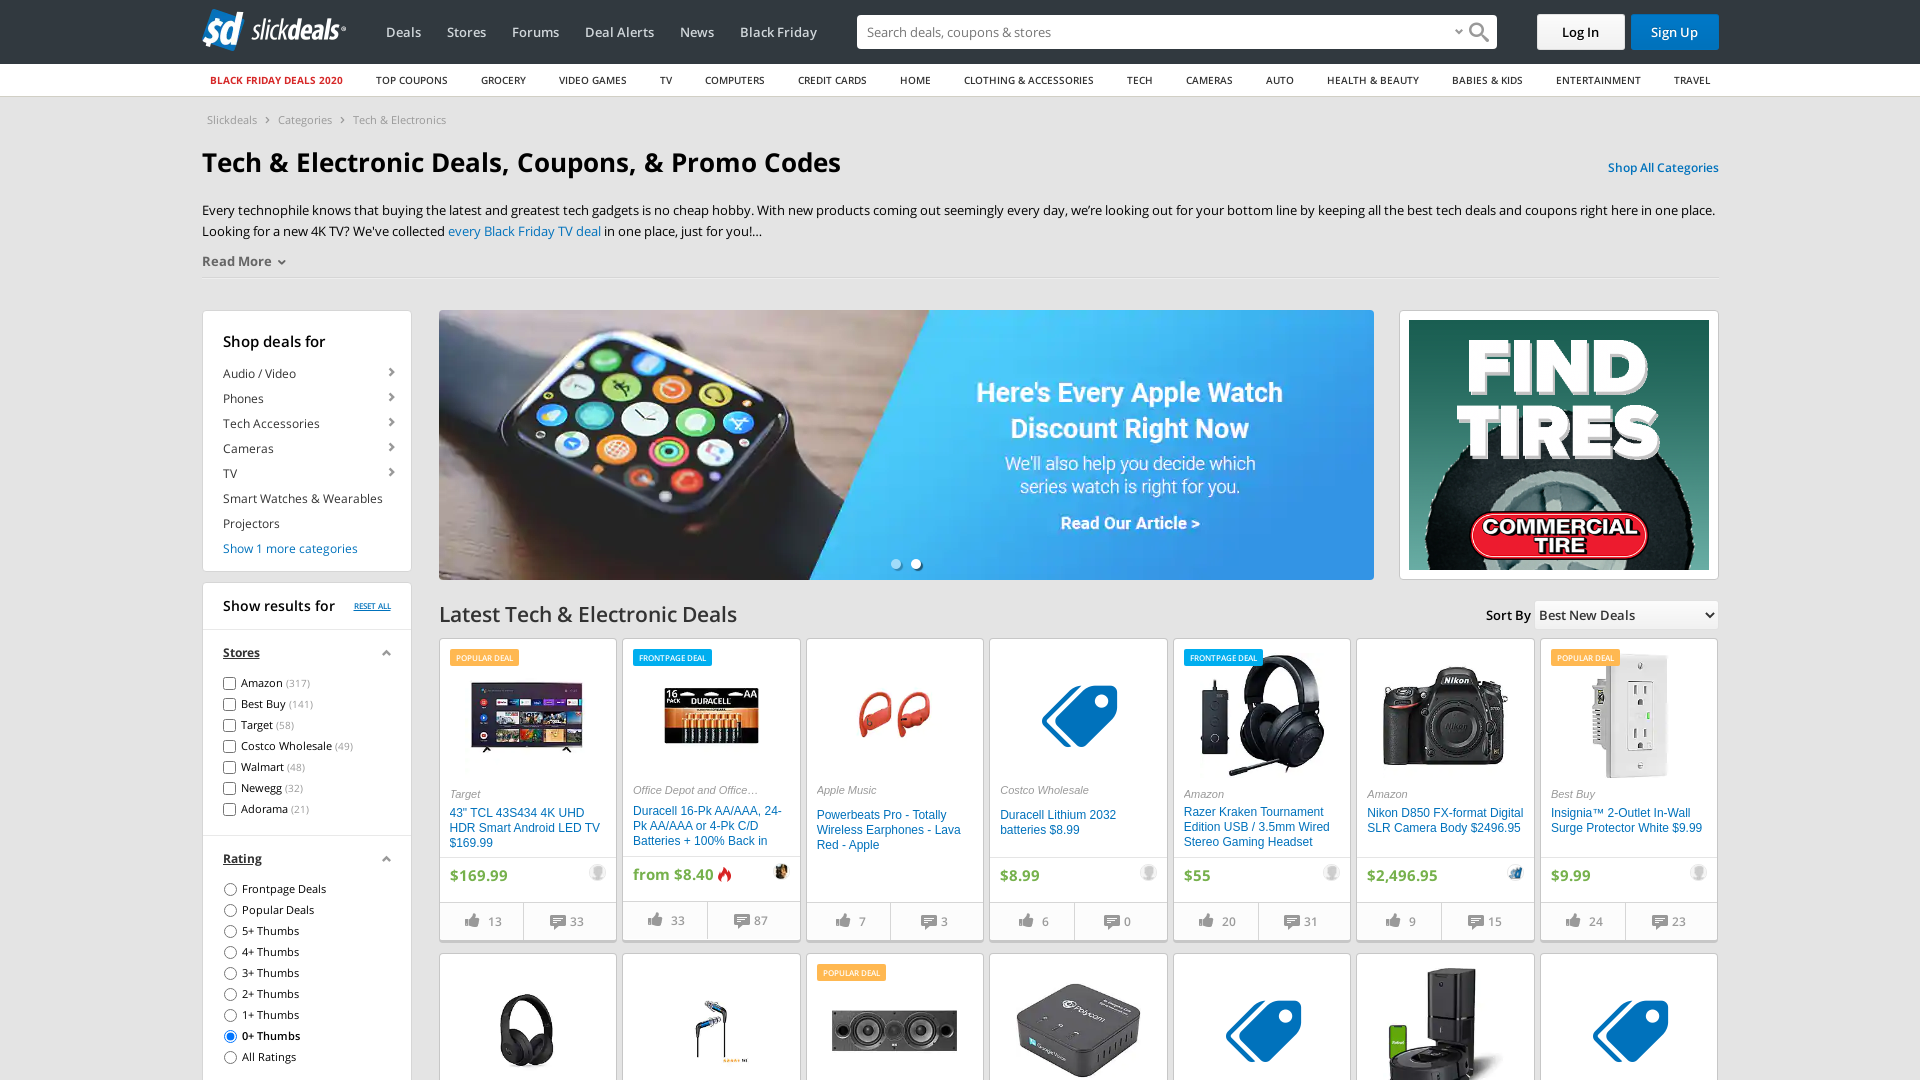 slickdeals
Deals
Stores
Forums
Deal Alerts
News
Black Friday
Search deals, coupons & stores
Log In
Sign Up
BLACK FRIDAY DEALS 2020
TOP COUPONS
GROCERY
VIDEO GAMES
TV
COMPUTERS
CREDIT CARDS
HOME
CLOTHING & ACCESSORIES
TECH
CAMERAS
AUTO
HEALTH & BEAUTY
BABIES & KIDS
ENTERTAINMENT
TRAVEL
Slickdeals > Categories > Tech & Electronics
Tech & Electronic Deals, Coupons, & Promo Codes
Shop All Categories
Every technophile knows that buying the latest and greatest tech gadgets is no cheap hobby. With new products coming out seemingly every day, we’re looking out for your bottom line by keeping all the best tech deals and coupons right here in one place.
Looking for a new 4K TV? We've collected every Black Friday TV deal in one place, just for you!...
Read More
Shop deals for
Audio / Video
Phones
Tech Accessories
Cameras
TV
Smart Watches & Wearables
Projectors
Show 1 more categories
Show results for
RESET ALL
Stores
Amazon (317)
Best Buy (141)
Target (58)
Costco Wholesale (49)
Walmart (48)
Newegg (32)
Adorama (21)
Rating
Frontpage Deals
Popular Deals
5+ Thumbs
4+ Thumbs
3+ Thumbs
2+ Thumbs
1+ Thumbs
0+ Thumbs
All Ratings
Here's Every Apple Watch
Discount Right Now
We'll also help you decide which
series watch is right for you.
Read Our Article >
FIND
TIRES
COMMERCIAL
TIRE
Latest Tech & Electronic Deals
Sort By
Best New Deals
POPULAR DEAL
Target
43" TCL 43S434 4K UHD
HDR Smart Android LED TV
$169.99
$169.99
13
33
FRONTPAGE DEAL
16
PACK
DURACELL
AA
Office Depot and Office…
Duracell 16-Pk AA/AAA, 24-
Pk AA/AAA or 4-Pk C/D
Batteries + 100% Back in
from $8.40
33
87
Apple Music
Powerbeats Pro - Totally
Wireless Earphones - Lava
Red - Apple
7
3
Costco Wholesale
Duracell Lithium 2032
batteries $8.99
$8.99
6
0
FRONTPAGE DEAL
Amazon
Razer Kraken Tournament
Edition USB / 3.5mm Wired
Stereo Gaming Headset
$55
20
31
Nikon
Amazon
Nikon D850 FX-format Digital
SLR Camera Body $2496.95
$2,496.95
9
15
POPULAR DEAL
Best Buy
Insignia™ 2-Outlet In-Wall
Surge Protector White $9.99
$9.99
24
23
POPULAR DEAL
Polycom